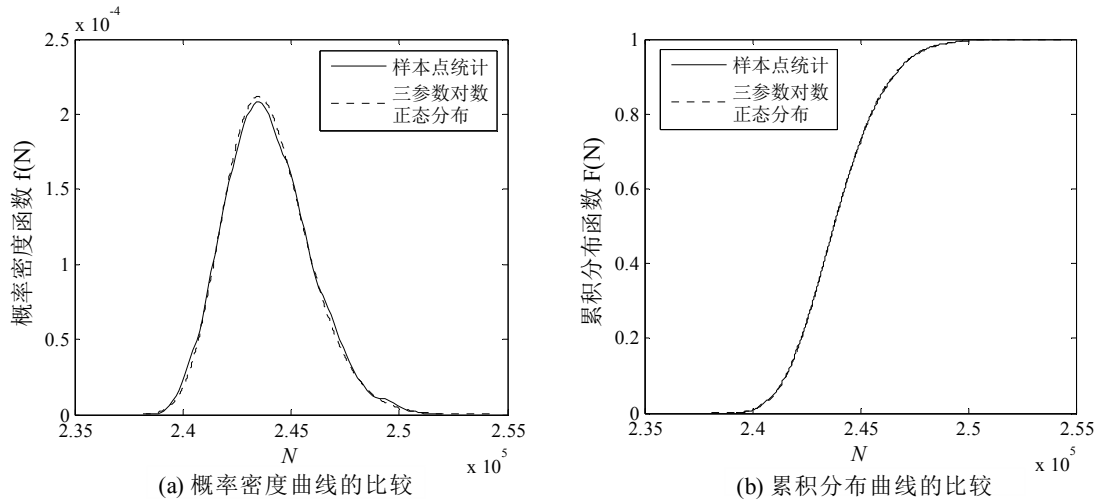 x 10⁻⁴
2.5
2
1.5
1
0.5
0
概率密度函数 f(N)
样本点统计
三参数对数
正态分布
2.35
2.4
2.45
2.5
2.55
N
x 10⁵
(a) 概率密度曲线的比较
1
0.8
0.6
0.4
0.2
0
累积分布函数 F(N)
样本点统计
三参数对数
正态分布
2.35
2.4
2.45
2.5
2.55
N
x 10⁵
(b) 累积分布曲线的比较